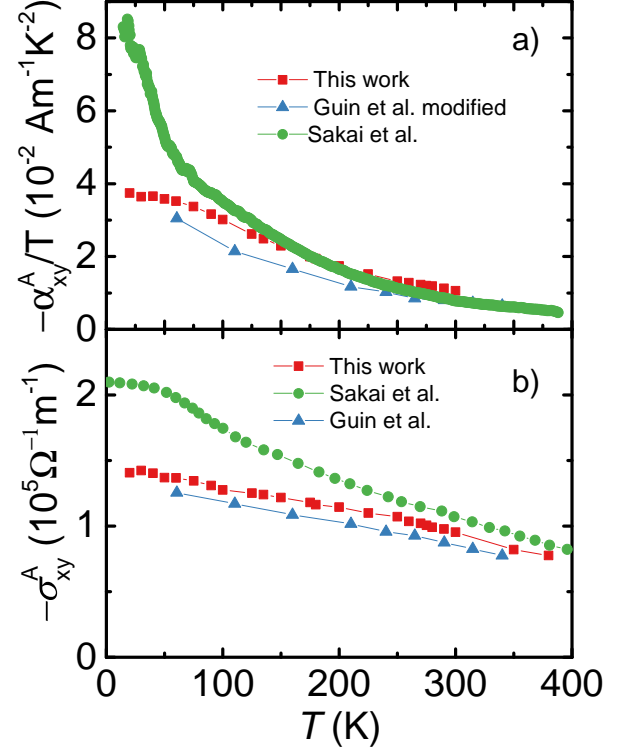 a)
This work
Guin et al. modified
Sakai et al.
−α^A_xy/T (10^-2 Am^-1K^-2)
8
6
4
2
0
b)
This work
Sakai et al.
Guin et al.
−σ^A_xy (10^5Ω^−1m^-1)
2
1
0
0 100 200 300 400
T (K)